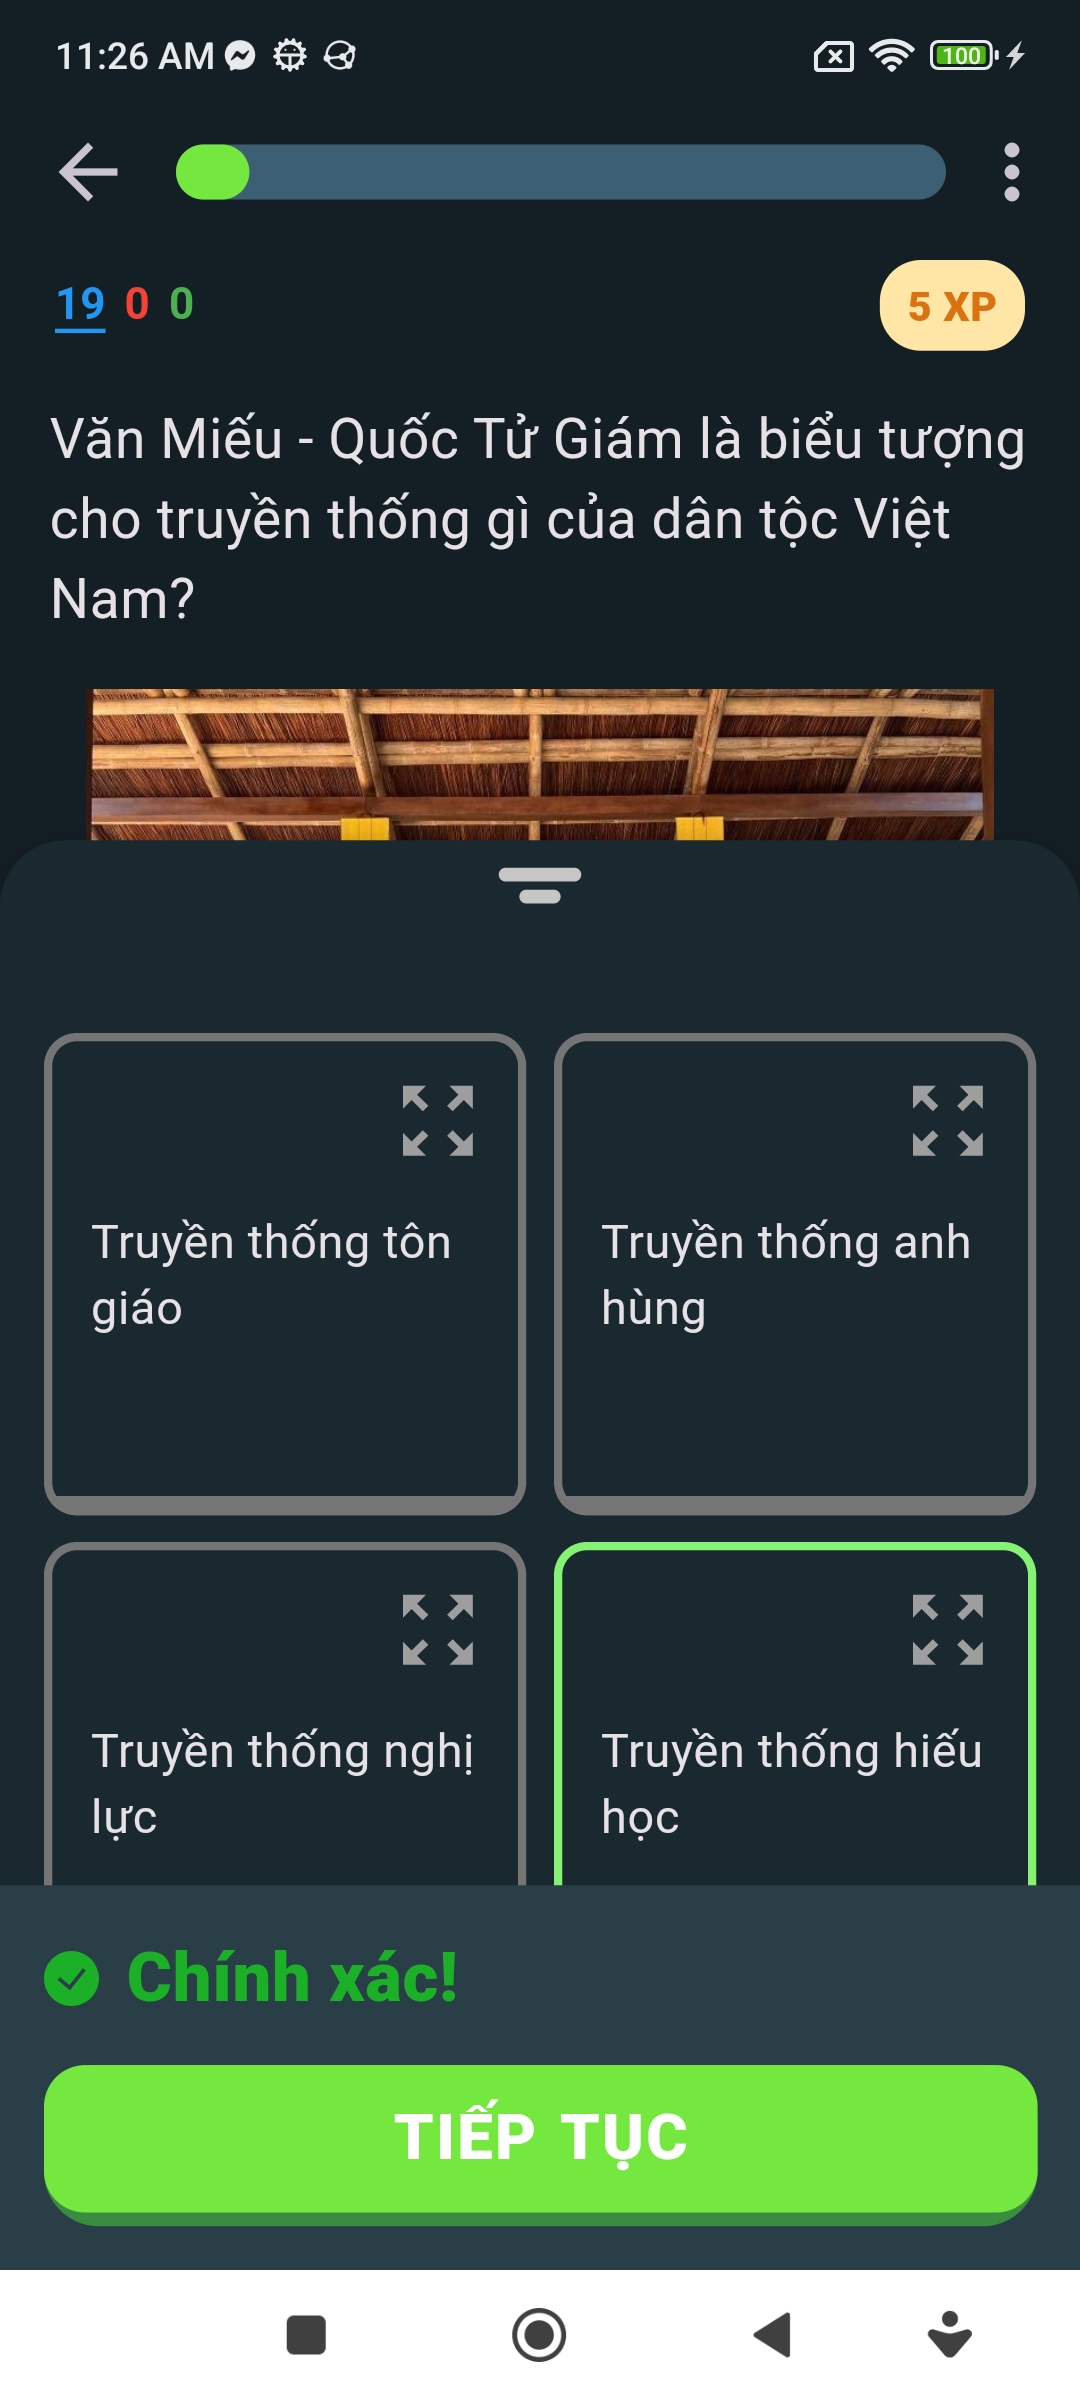 11:26 AM
100
19 0 0
5 XP
Văn Miếu - Quốc Tử Giám là biểu tượng
cho truyền thống gì của dân tộc Việt
Nam?
Truyền thống tôn
giáo
Truyền thống anh
hùng
Truyền thống nghị
lực
Truyền thống hiếu
học
Chính xác!
TIẾP TỤC